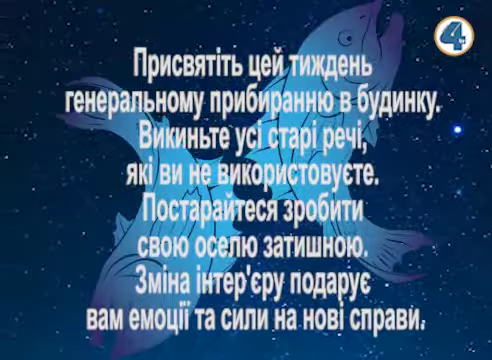 4
Присвятіть цей тиждень
генеральному прибиранню в будинку.
Викиньте усі старі речі,
які ви не використовуєте.
Постарайтеся зробити
свою оселю затишною.
Зміна інтер'єру подарує
вам емоції та сили на нові справи.